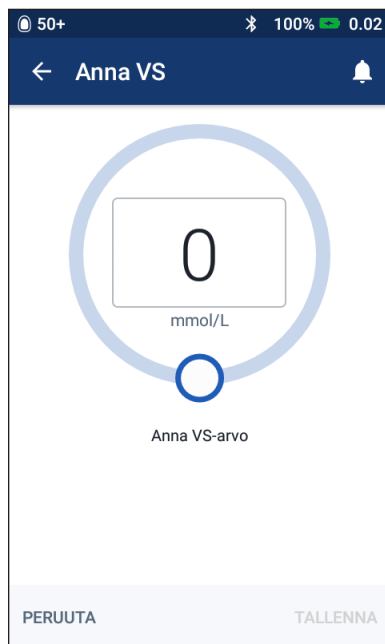 50+ 100% 0.02
Anna VS
0
mmol/L
Anna VS-arvo
PERUUTA TALLENNA